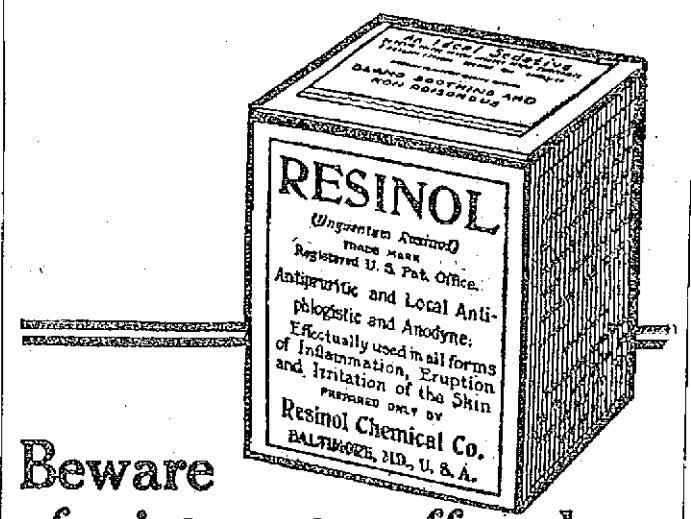 An Local Sedative
BLAND SOOTHING AND
NON POISONOUS
RESINOL
(Unguentum Resinol)
TRADE MARK
Registered U. S. Pat. Office.
Antipruritic and Local Anti-
phlogistic and Anodyne.
Effectually used in all forms
of Inflammation, Eruption
and Irritation of the Skin
PREPARED ONLY BY
Resinol Chemical Co.
BALTIMORE, MD., U. S. A.
Beware